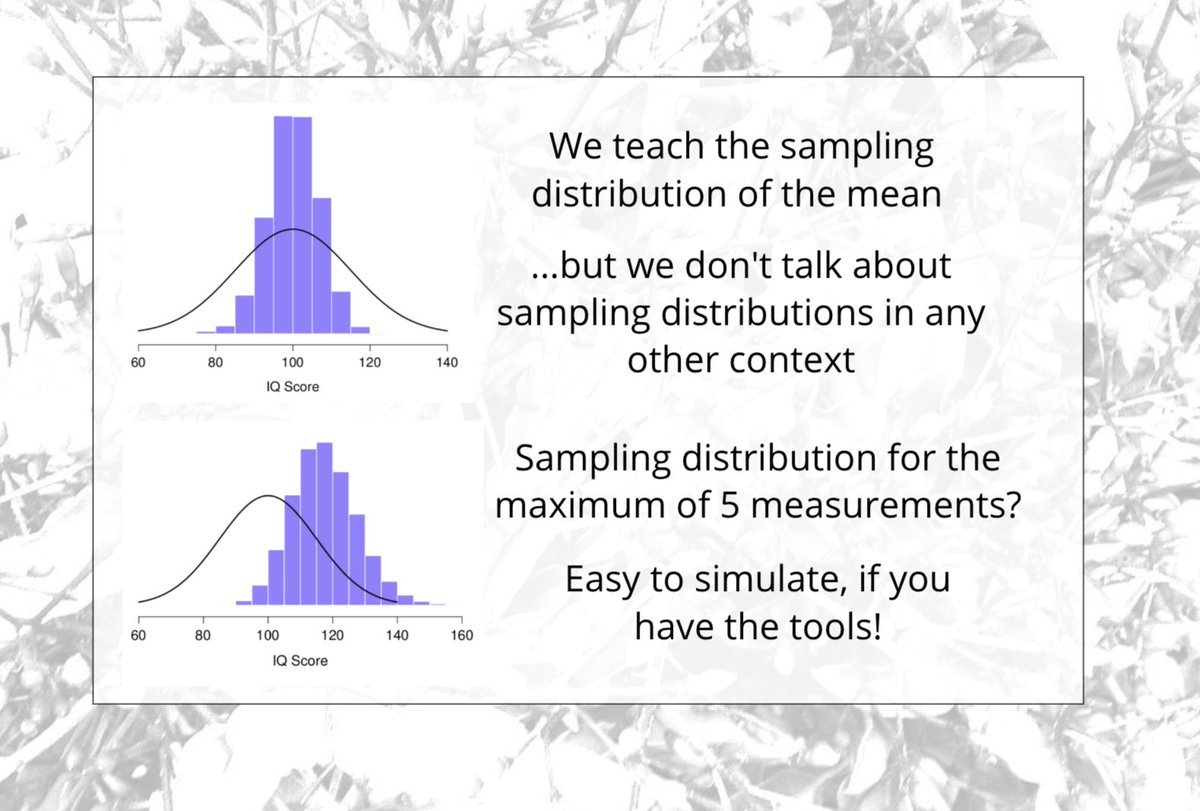 We teach the sampling
distribution of the mean
...but we don't talk about
sampling distributions in any
other context
60 80 100 120 140
IQ Score
Sampling distribution for the
maximum of 5 measurements?
Easy to simulate, if you
have the tools!
60 80 100 120 140 160
IQ Score